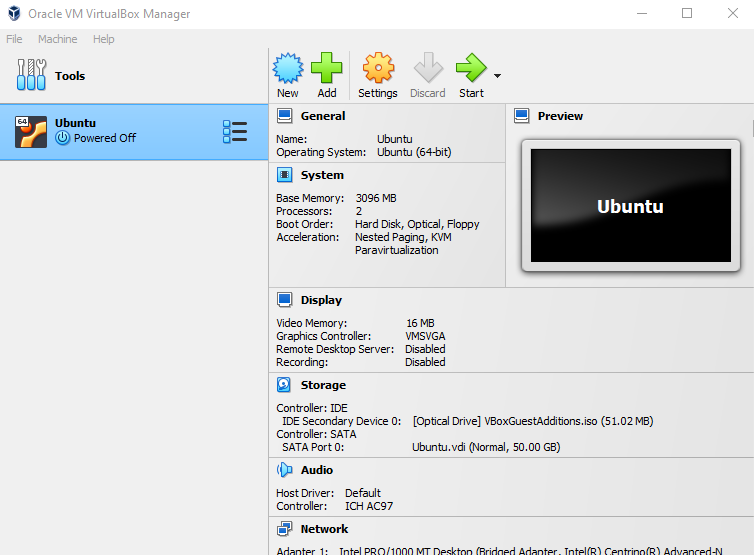 Oracle VM VirtualBox Manager
File Machine Help
Tools
New Add Settings Discard Start
64
Ubuntu
Powered Off
General
Name: Ubuntu
Operating System: Ubuntu (64-bit)
Preview
Ubuntu
System
Base Memory: 3096 MB
Processors: 2
Boot Order: Hard Disk, Optical, Floppy
Acceleration: Nested Paging, KVM
Paravirtualization
Display
Video Memory: 16 MB
Graphics Controller: VMSVGA
Remote Desktop Server: Disabled
Recording: Disabled
Storage
Controller: IDE
IDE Secondary Device 0: [Optical Drive] VBoxGuestAdditions.iso (51.02 MB)
Controller: SATA
SATA Port 0: Ubuntu.vdi (Normal, 50.00 GB)
Audio
Host Driver: Default
Controller: ICH AC97
Network
Adapter 1: Intel PRO/1000 MT Desktop (Bridged Adapter, Intel(R) Centrino(R) Advanced-N